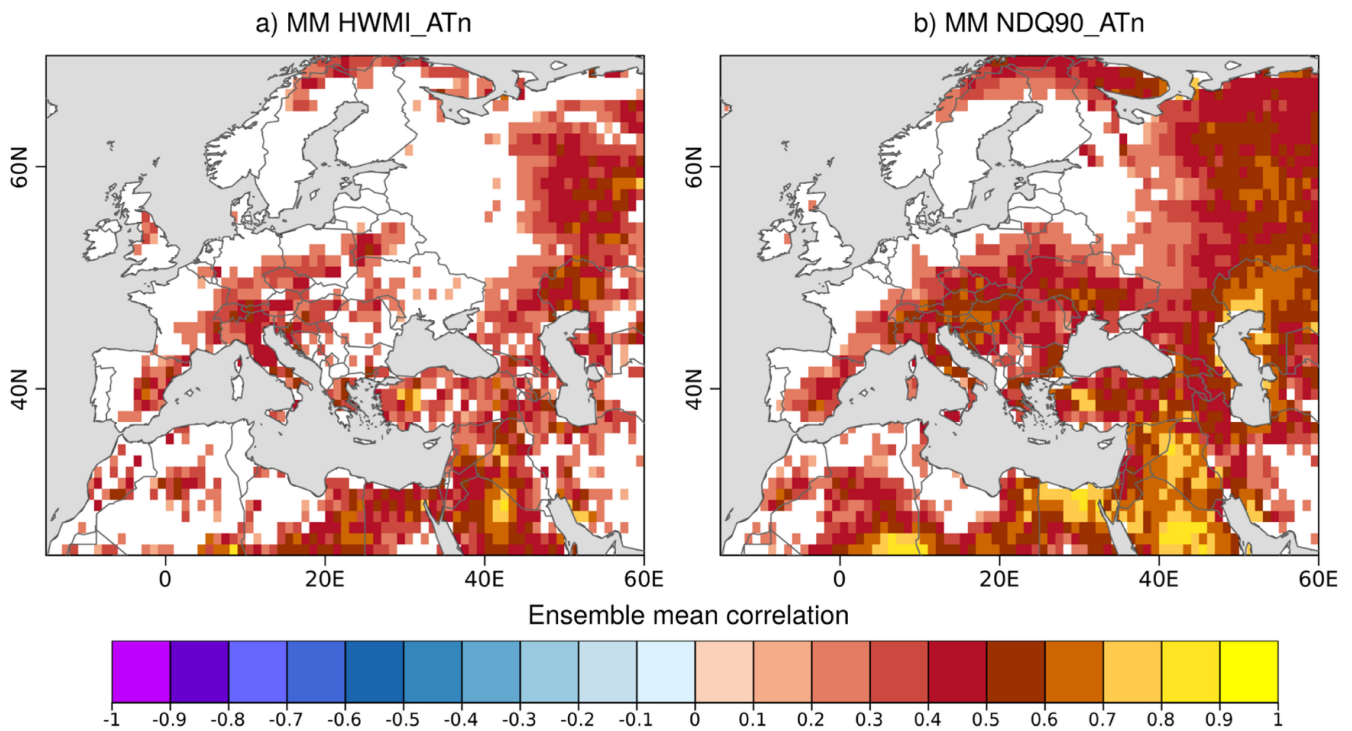 a) MM HWMI_ATn
b) MM NDQ90_ATn
60N
40N
0 20E 40E 60E
60N
40N
0 20E 40E 60E
Ensemble mean correlation
-1 -0.9 -0.8 -0.7 -0.6 -0.5 -0.4 -0.3 -0.2 -0.1 0 0.1 0.2 0.3 0.4 0.5 0.6 0.7 0.8 0.9 1